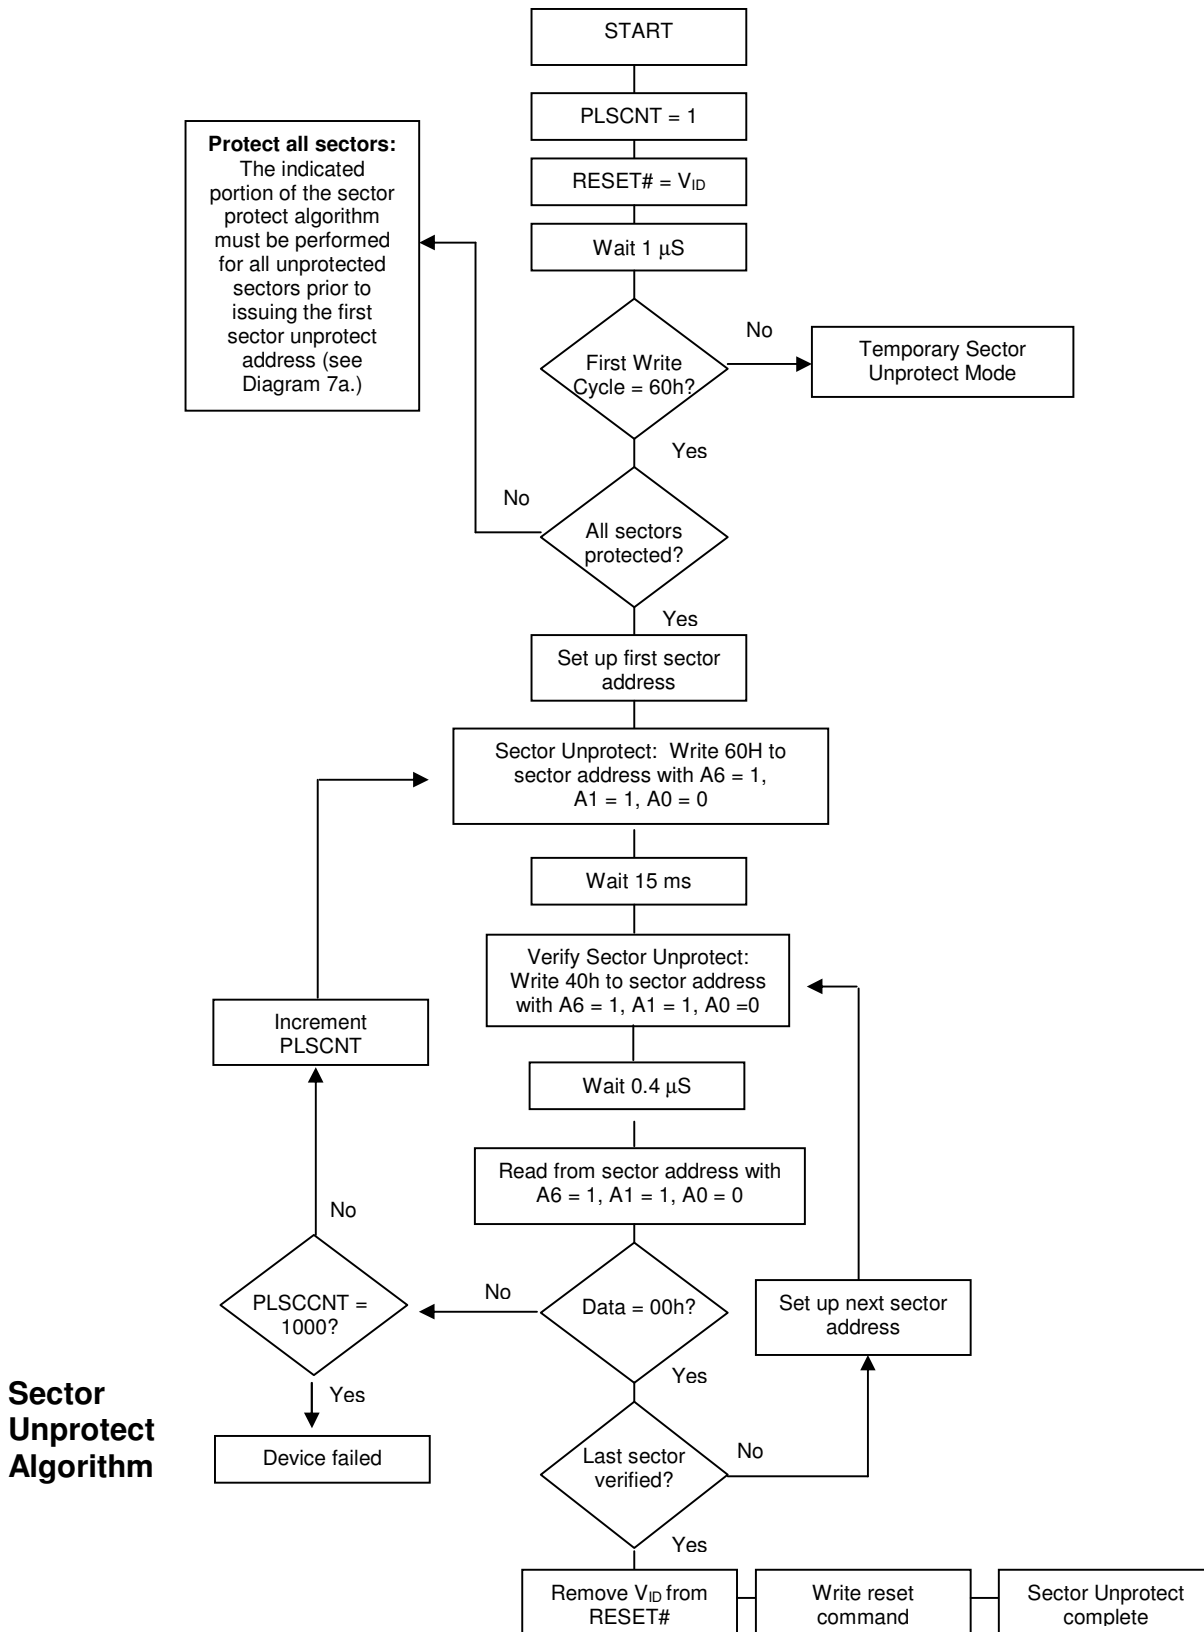 START
PLSCNT = 1
Protect all sectors:
The indicated
portion of the sector
protect algorithm
must be performed
for all unprotected
sectors prior to
issuing the first
sector unprotect
address (see
Diagram 7a.)
RESET# = VID
Wait 1 μS
First Write
Cycle = 60h?
No
Temporary Sector
Unprotect Mode
Yes
No
All sectors
protected?
Yes
Set up first sector
address
Sector Unprotect: Write 60H to
sector address with A6 = 1,
A1 = 1, A0 = 0
Wait 15 ms
Verify Sector Unprotect:
Write 40h to sector address
with A6 = 1, A1 = 1, A0 =0
Increment
PLSCNT
Wait 0.4 μS
Read from sector address with
A6 = 1, A1 = 1, A0 = 0
No
PLSCCNT =
1000?
No
Data = 00h?
Set up next sector
address
Yes
Yes
Sector
Unprotect
Algorithm
Device failed
Last sector
verified?
No
Yes
Remove VID from
RESET#
Write reset
command
Sector Unprotect
complete